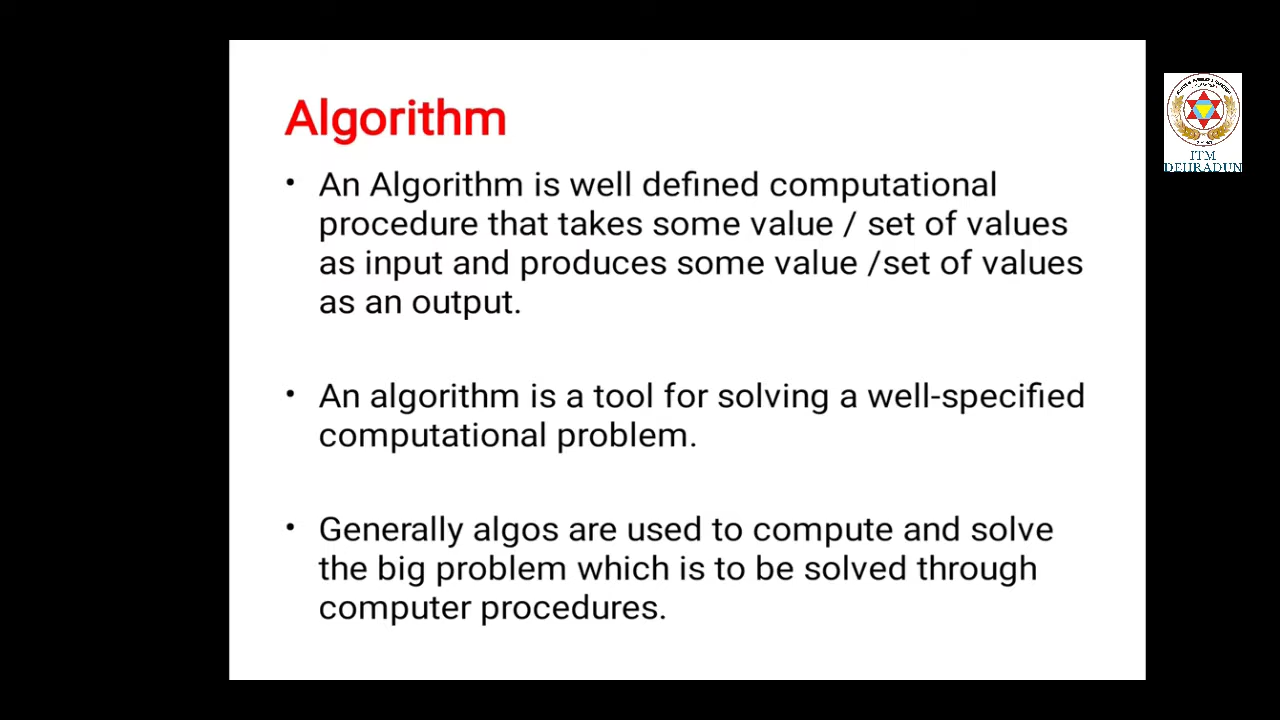 Algorithm
• An Algorithm is well defined computational
procedure that takes some value / set of values
as input and produces some value /set of values
as an output.
• An algorithm is a tool for solving a well-specified
computational problem.
• Generally algos are used to compute and solve
the big problem which is to be solved through
computer procedures.
ITM
DEHRADUN